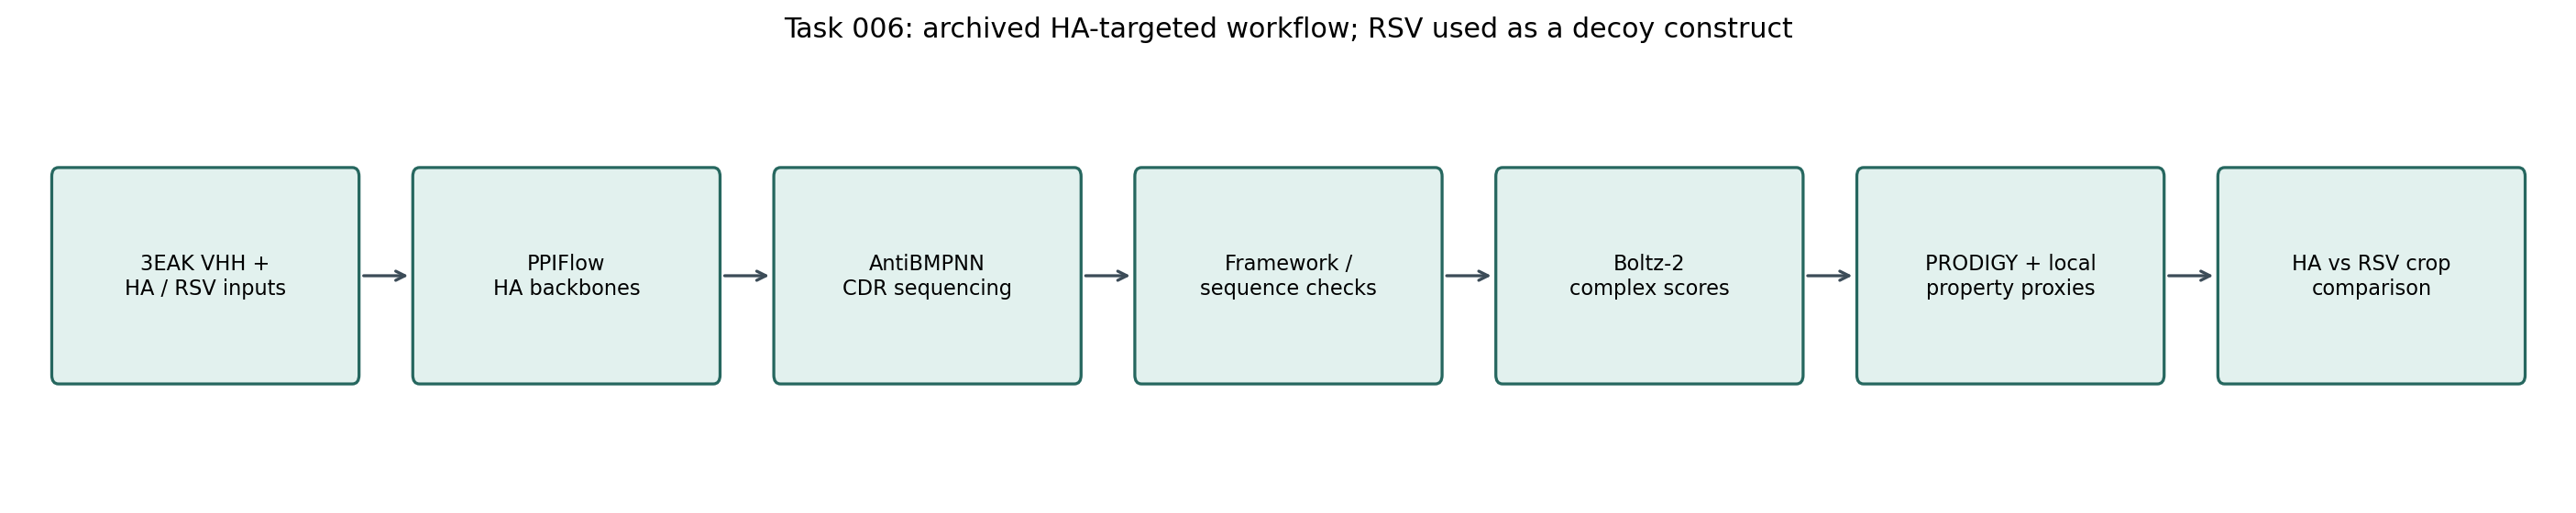 Task 006: archived HA-targeted workflow; RSV used as a decoy construct
3EAK VHH +
HA / RSV inputs
PPIFlow
HA backbones
AntiBMPNN
CDR sequencing
Framework /
sequence checks
Boltz-2
complex scores
PRODIGY + local
property proxies
HA vs RSV crop
comparison